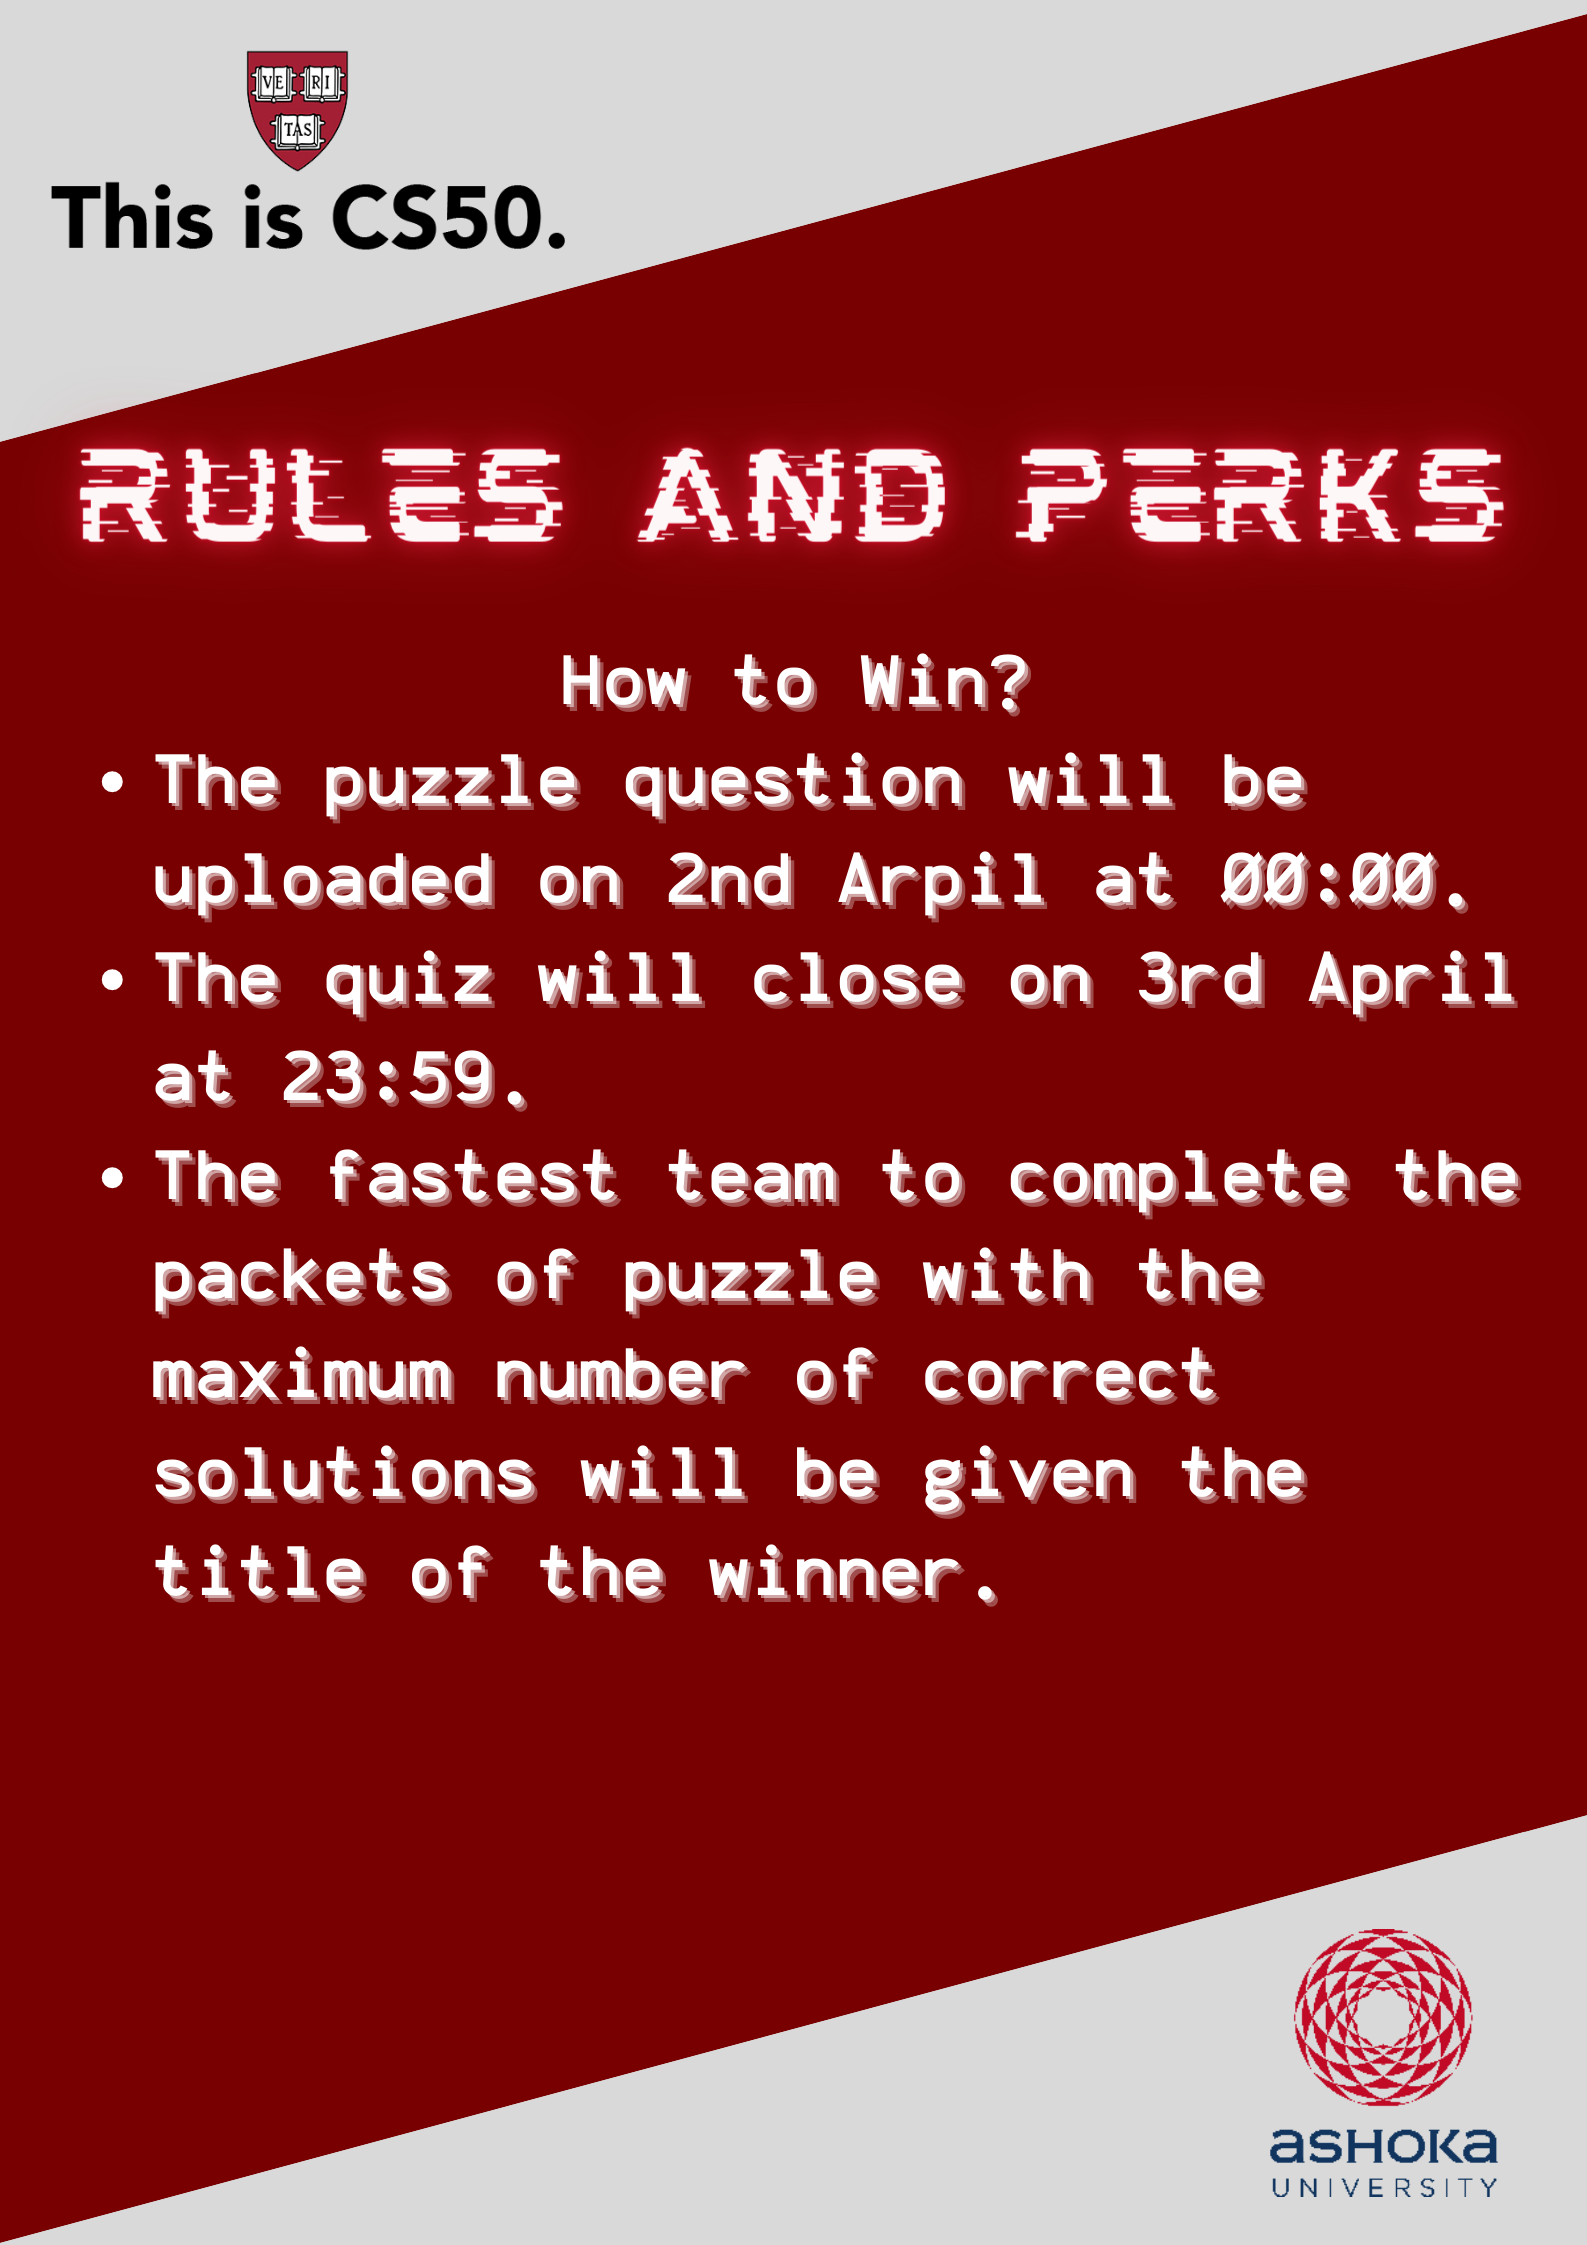 VE RI
TAS
This is CS50.
RULES AND PERKS
How to Win?
• The puzzle question will be
uploaded on 2nd Arpil at 00:00.
• The quiz will close on 3rd April
at 23:59.
• The fastest team to complete the
packets of puzzle with the
maximum number of correct
solutions will be given the
title of the winner.
ASHOKA
UNIVERSITY